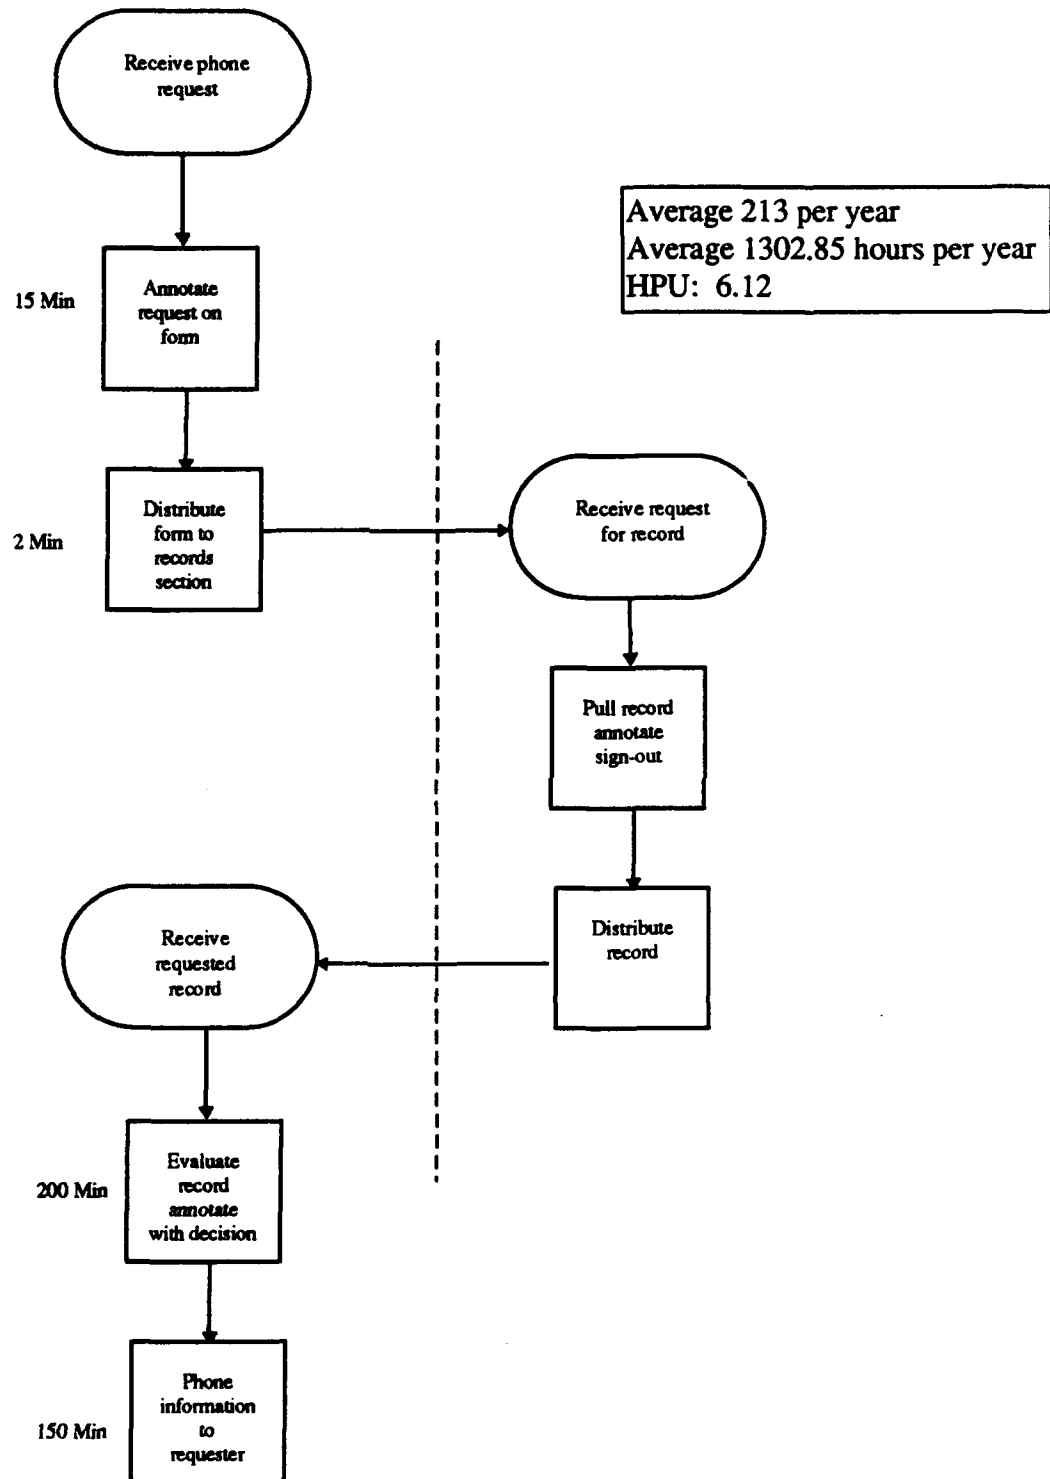 Receive phone
request
Average 213 per year
Average 1302.85 hours per year
HPU: 6.12
15 Min
Annotate
request on
form
2 Min
Distribute
form to
records
section
Receive request
for record
Pull record
annotate
sign-out
Distribute
record
Receive
requested
record
200 Min
Evaluate
record
annotate
with decision
150 Min
Phone
information
to
requester